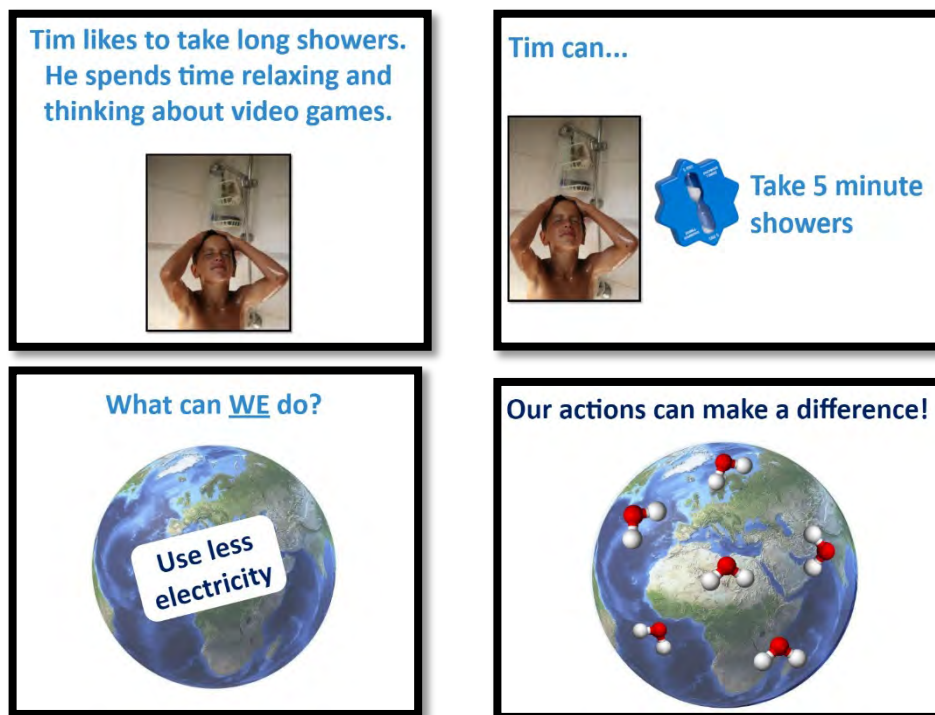 Tim likes to take long showers.
He spends time relaxing and
thinking about video games.
Tim can...
Take 5 minute
showers
What can WE do?
Use less
electricity
Our actions can make a difference!